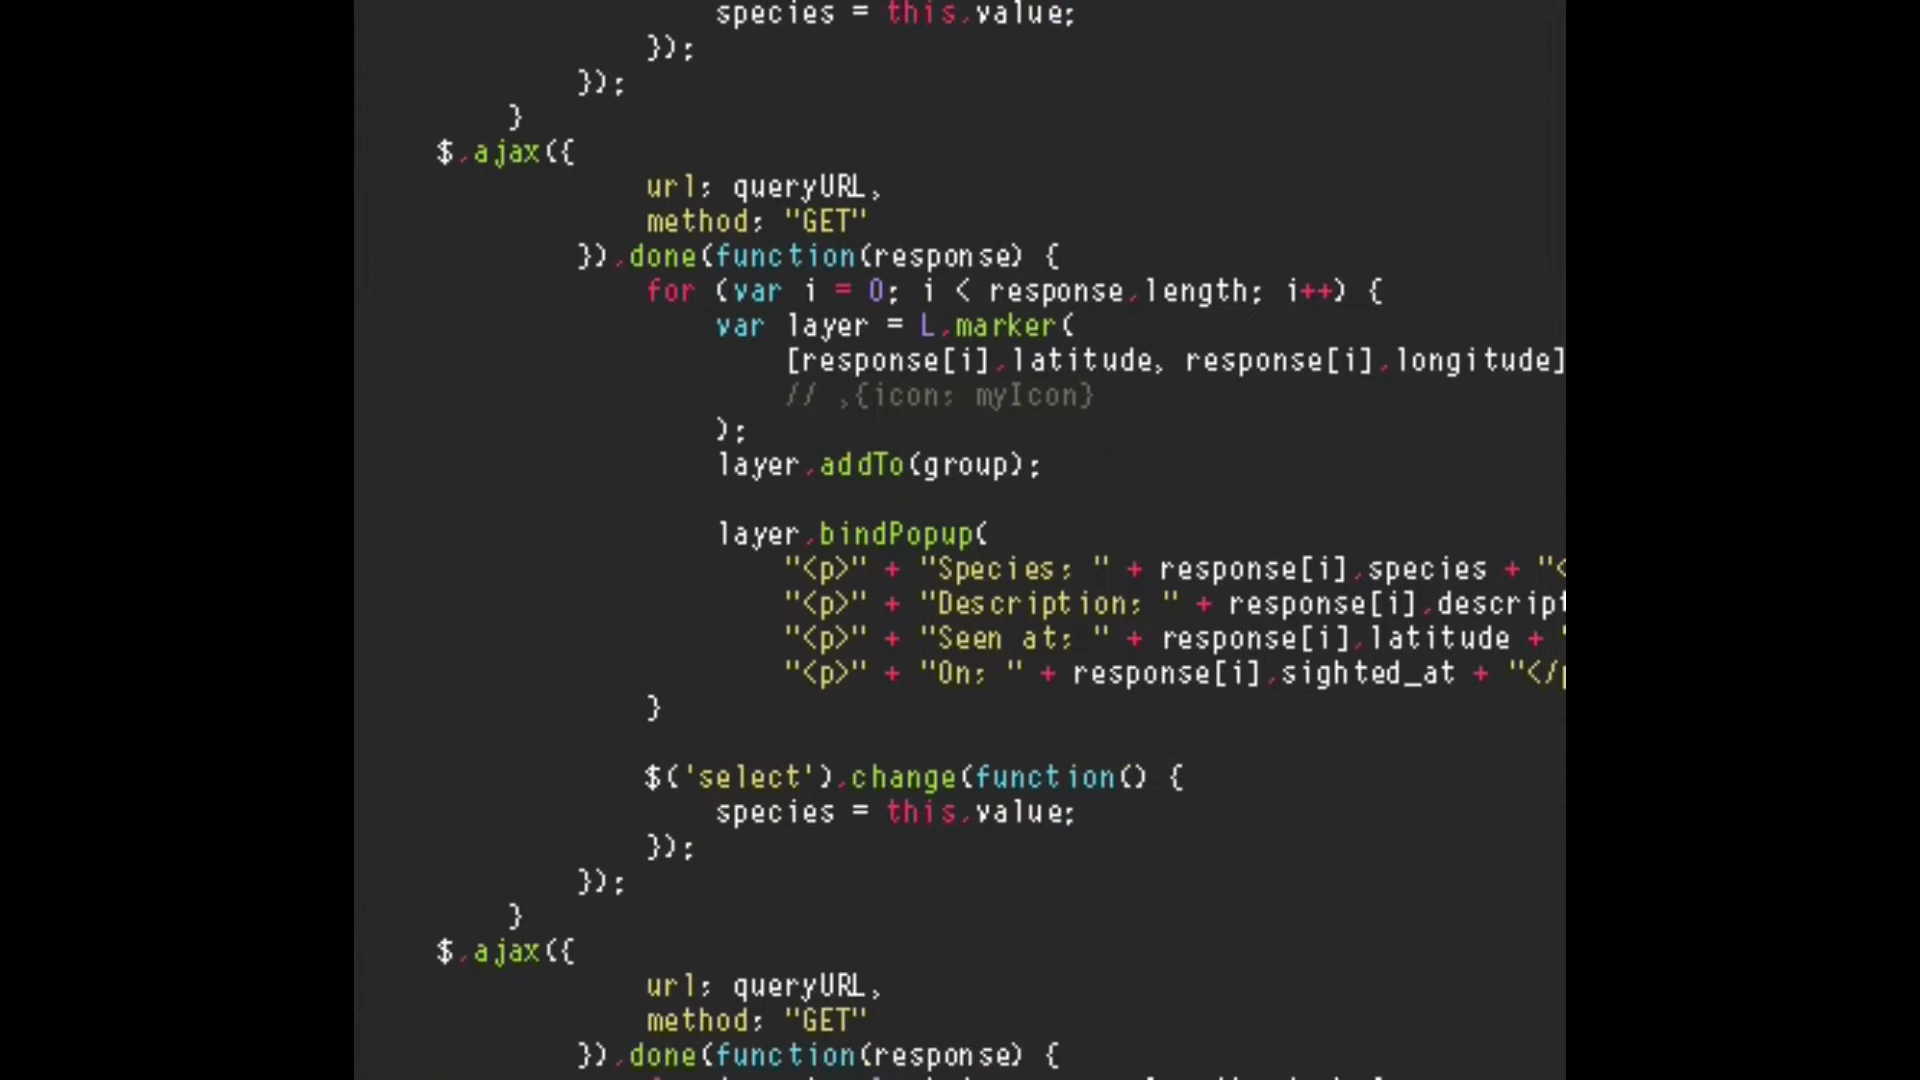 species = this.value;
});
});
}
$.ajax({
url: queryURL,
method: "GET"
}).done(function(response) {
for (var i = 0; i < response.length; i++) {
var layer = L.marker(
[response[i].latitude, response[i].longitude]
// ,{icon: myIcon}
);
layer.addTo(group);
layer.bindPopup(
"<p>" + "Species: " + response[i].species + "<
"<p>" + "Description: " + response[i].descript
"<p>" + "Seen at: " + response[i].latitude + "
"<p>" + "On: " + response[i].sighted_at + "</p
}
$('select').change(function() {
species = this.value;
});
});
}
$.ajax({
url: queryURL,
method: "GET"
}).done(function(response) {